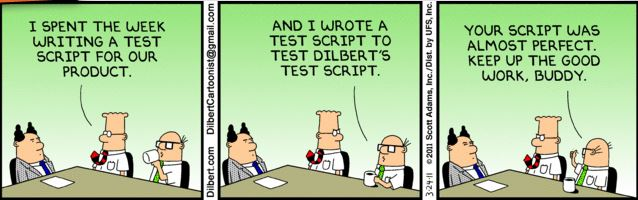 I SPENT THE WEEK
WRITING A TEST
SCRIPT FOR OUR
PRODUCT.
Dilbert.com DilbertCartoonist@gmail.com
AND I WROTE A
TEST SCRIPT TO
TEST DILBERT'S
TEST SCRIPT.
3-24-11 ©2011 Scott Adams, Inc./Dist. by UFS, Inc.
YOUR SCRIPT WAS
ALMOST PERFECT.
KEEP UP THE GOOD
WORK, BUDDY.